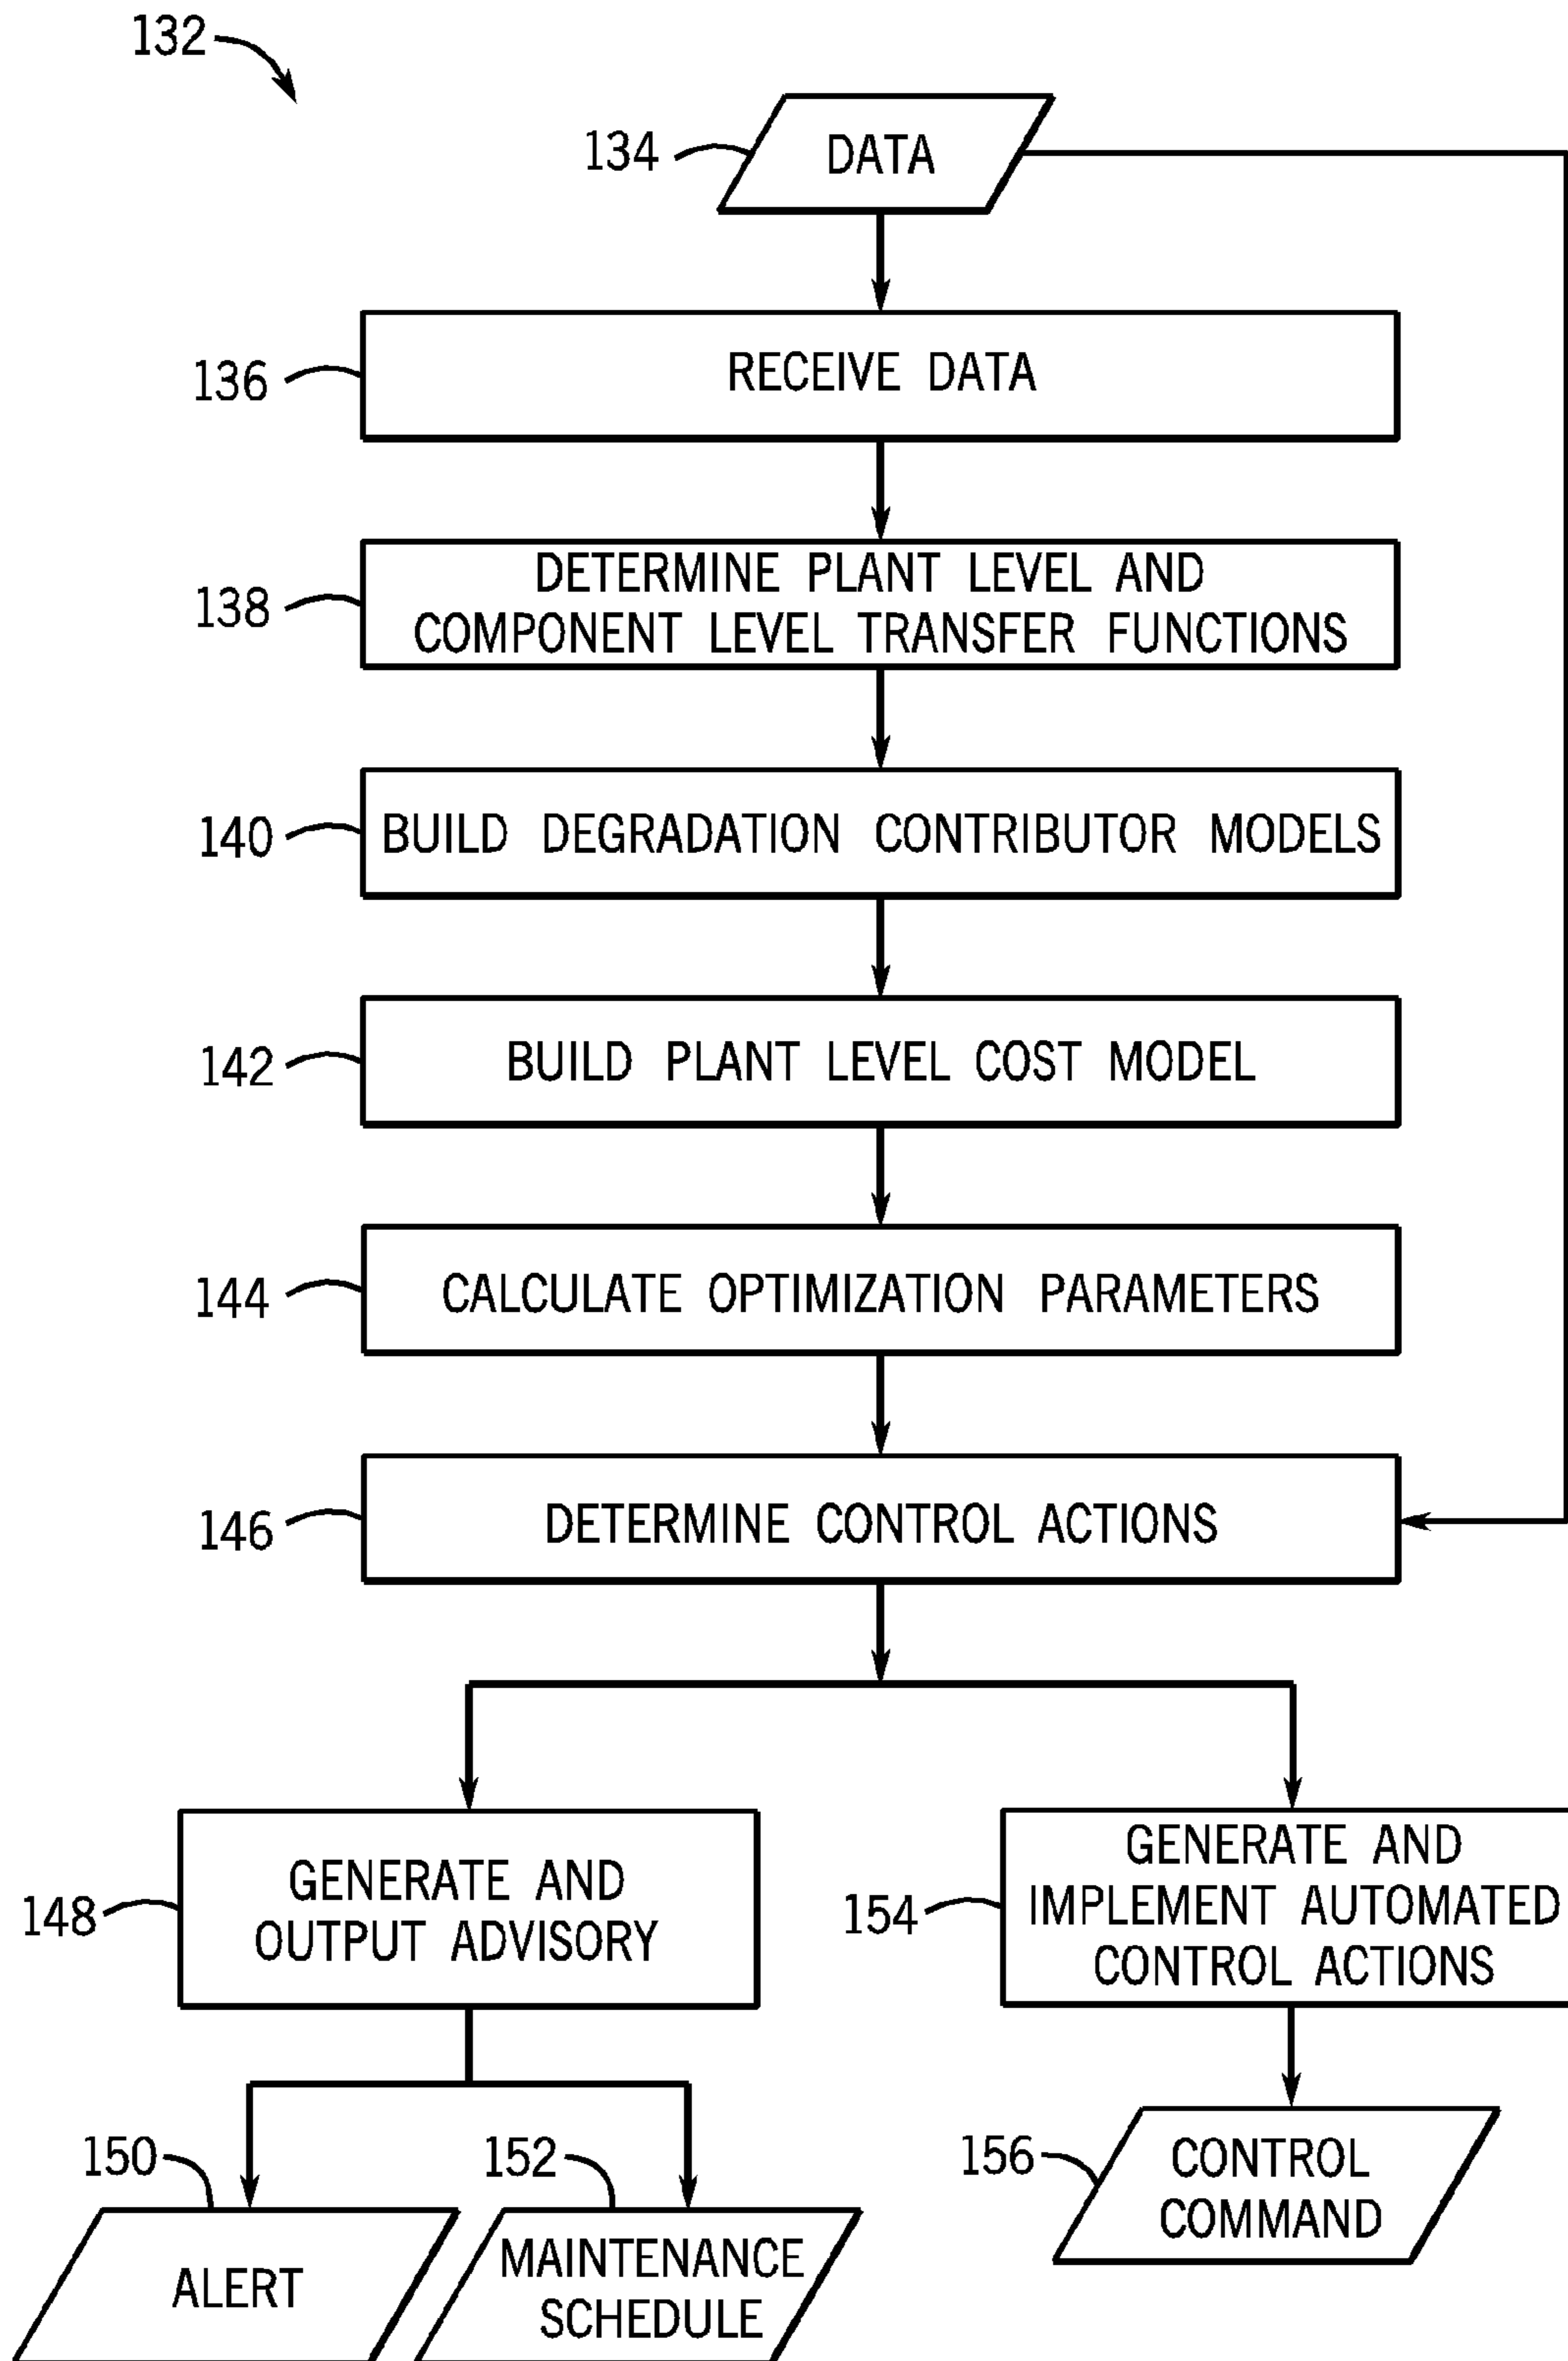 132
134
DATA
136
RECEIVE DATA
138
DETERMINE PLANT LEVEL AND
COMPONENT LEVEL TRANSFER FUNCTIONS
140
BUILD DEGRADATION CONTRIBUTOR MODELS
142
BUILD PLANT LEVEL COST MODEL
144
CALCULATE OPTIMIZATION PARAMETERS
146
DETERMINE CONTROL ACTIONS
148
GENERATE AND
OUTPUT ADVISORY
154
GENERATE AND
IMPLEMENT AUTOMATED
CONTROL ACTIONS
150
ALERT
152
MAINTENANCE
SCHEDULE
156
CONTROL
COMMAND